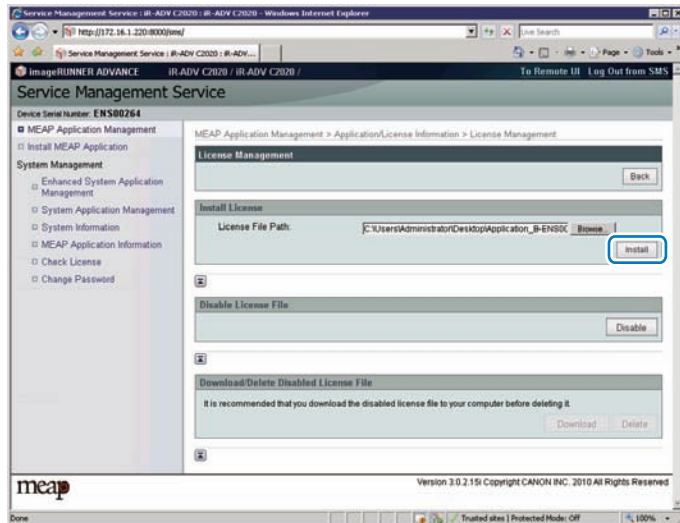 Service Management Service : iR-ADV C2020 : iR-ADV C2020 - Windows Internet Explorer
http://172.16.1.220:8000/sms/
Live Search
Service Management Service : iR-ADV C2020 : iR-ADV...
Page
Tools
imageRUNNER ADVANCE iR-ADV C2020 / iR-ADV C2020 /
To Remote UI Log Out from SMS
Service Management Service
Device Serial Number: ENS00264
MEAP Application Management
Install MEAP Application
System Management
Enhanced System Application
Management
System Application Management
System Information
MEAP Application Information
Check License
Change Password
MEAP Application Management > Application/License Information > License Management
License Management
Back
Install License
License File Path:
C:\Users\Administrator\Desktop\Application_B-ENS00
Browse...
Install
Disable License File
Disable
Download/Delete Disabled License File
It is recommended that you download the disabled license file to your computer before deleting it.
Download Delete
meap
Version 3.0.2.15i Copyright CANON INC. 2010 All Rights Reserved
Done
Trusted sites | Protected Mode: Off
100%